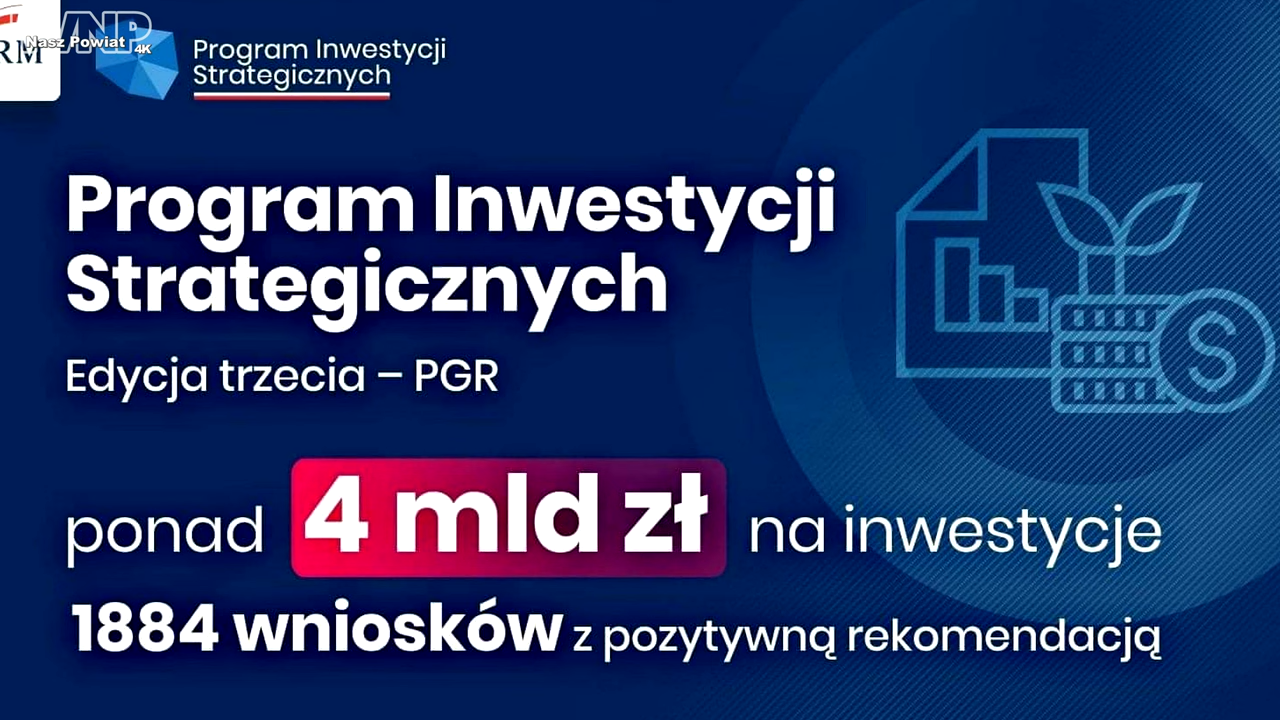 Nasz Powiat
4K
RM
Program Inwestycji
Strategicznych
Program Inwestycji
Strategicznych
Edycja trzecia – PGR
ponad 4 mld zł na inwestycje
1884 wniosków z pozytywną rekomendacją
$